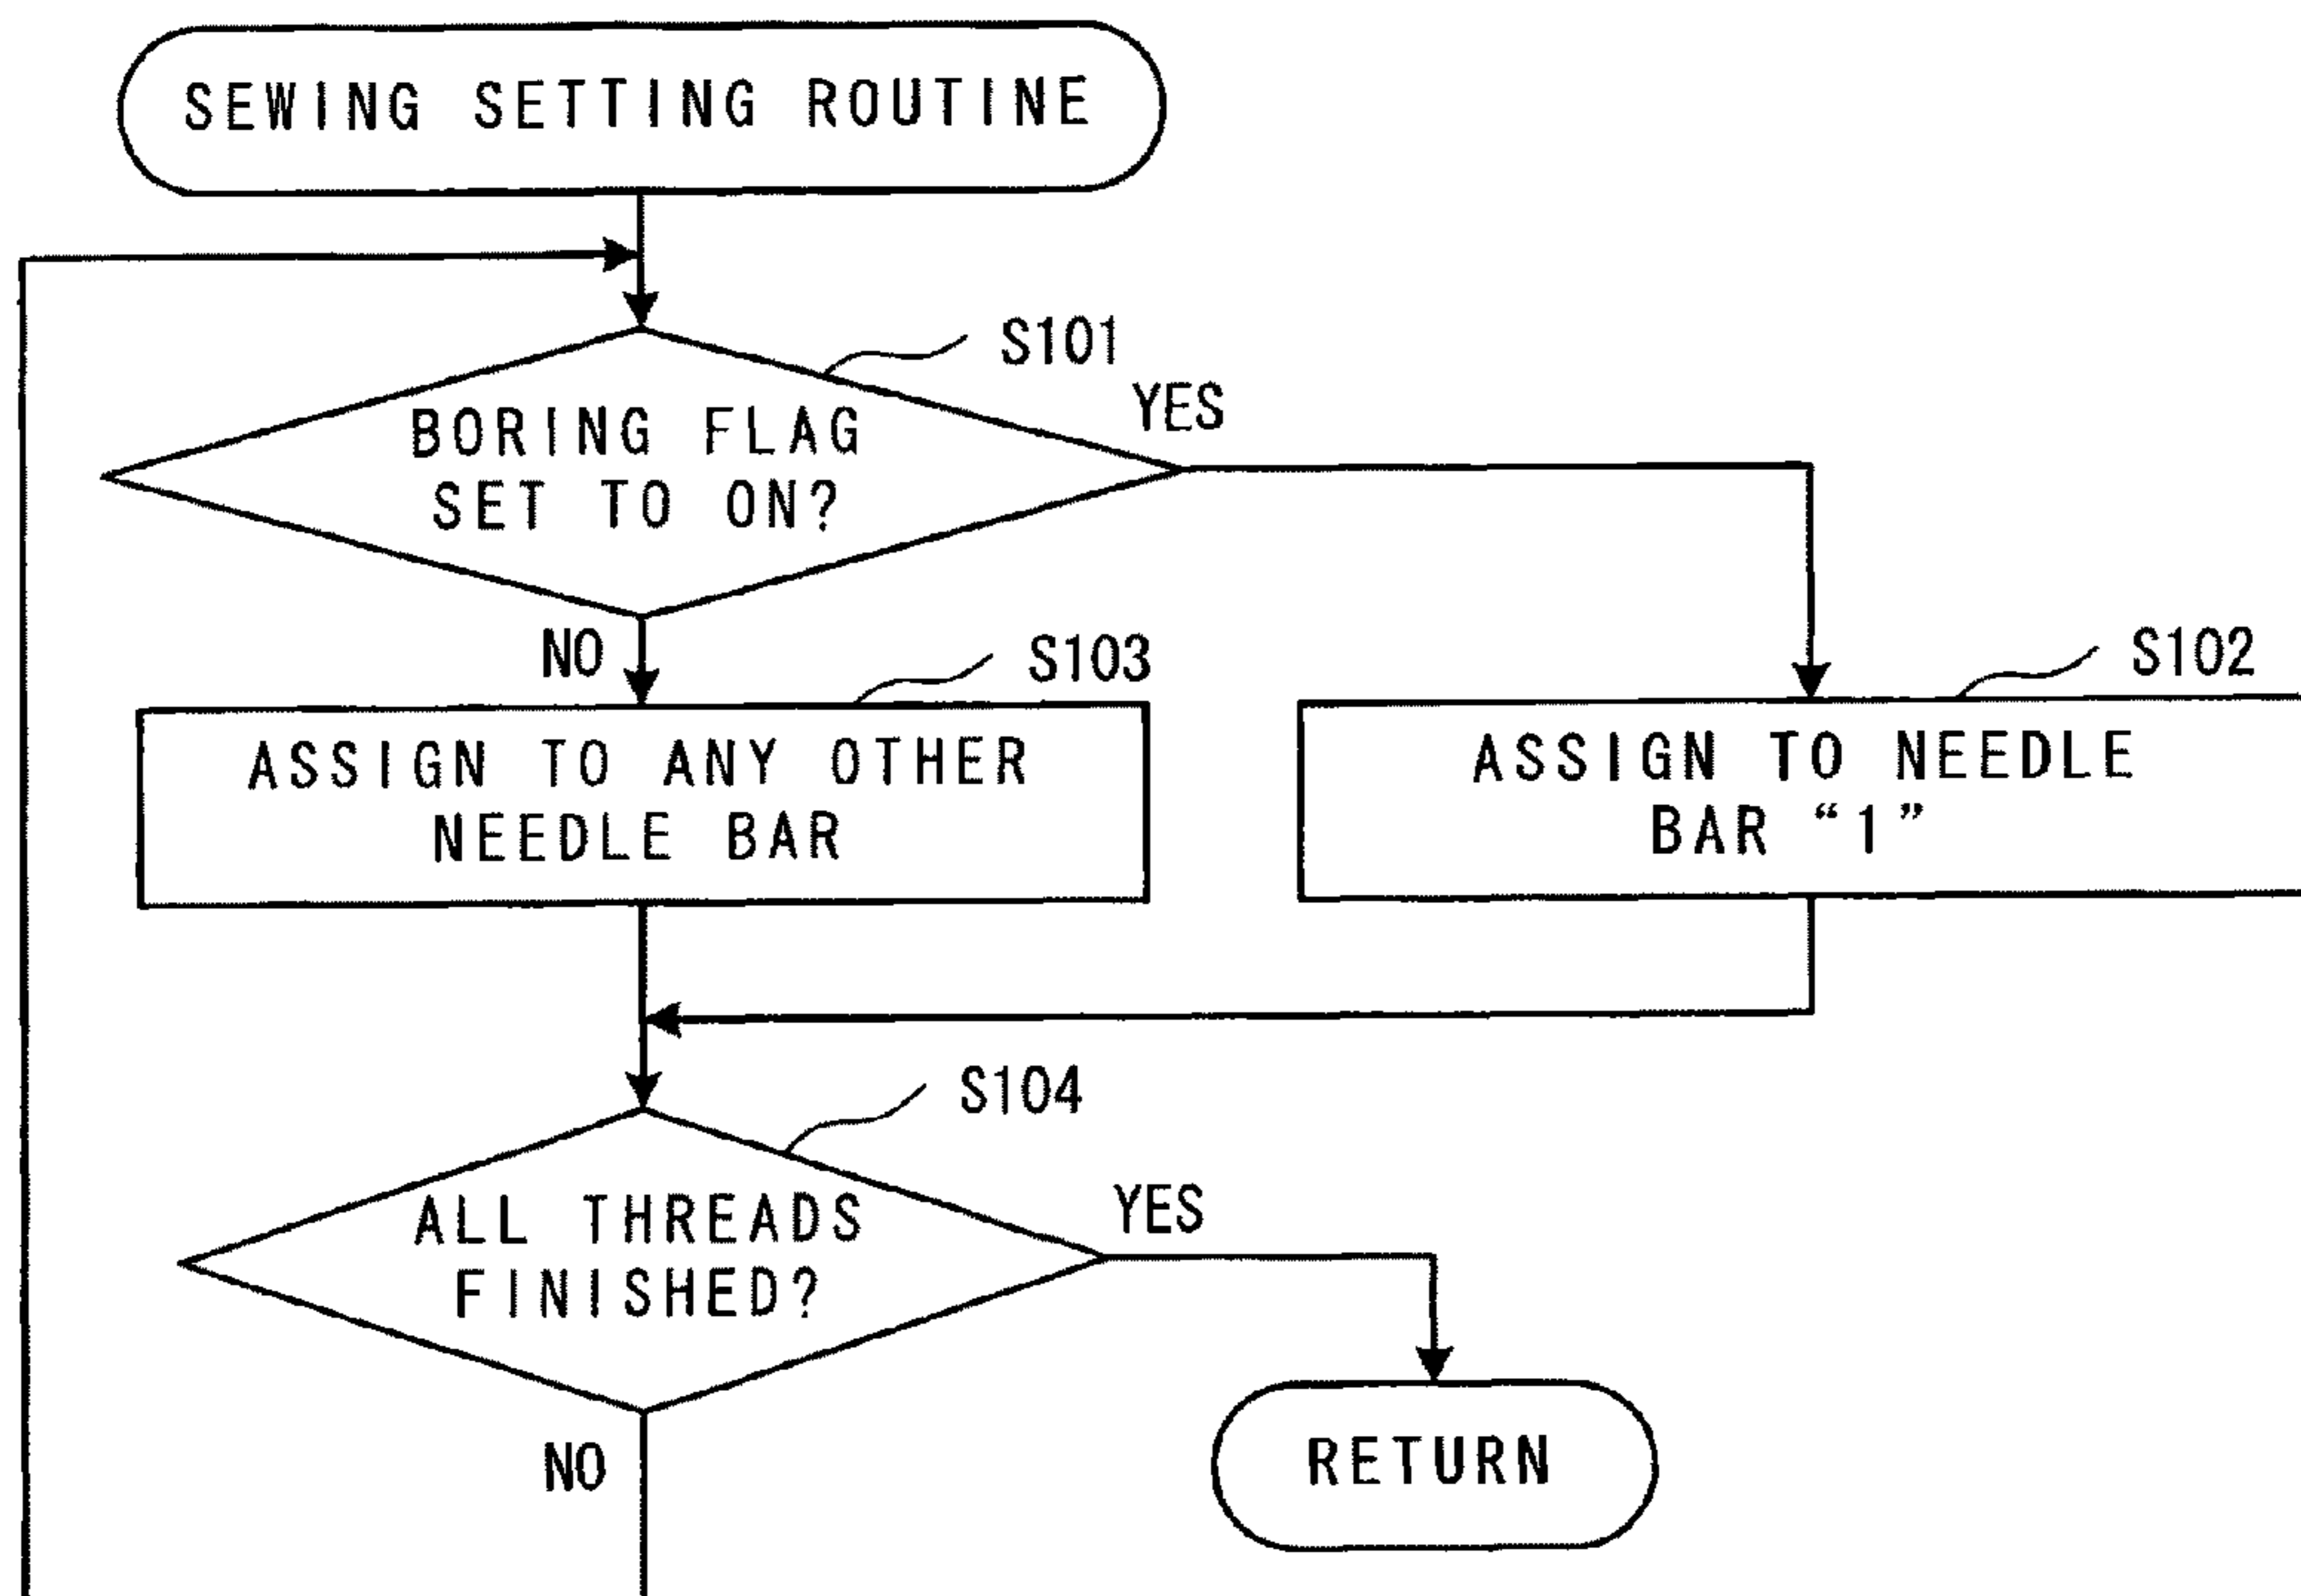 SEWING SETTING ROUTINE
S101
YES
BORING FLAG
SET TO ON?
NO
S103
S102
ASSIGN TO ANY OTHER
NEEDLE BAR
ASSIGN TO NEEDLE
BAR “1”
S104
YES
ALL THREADS
FINISHED?
NO
RETURN